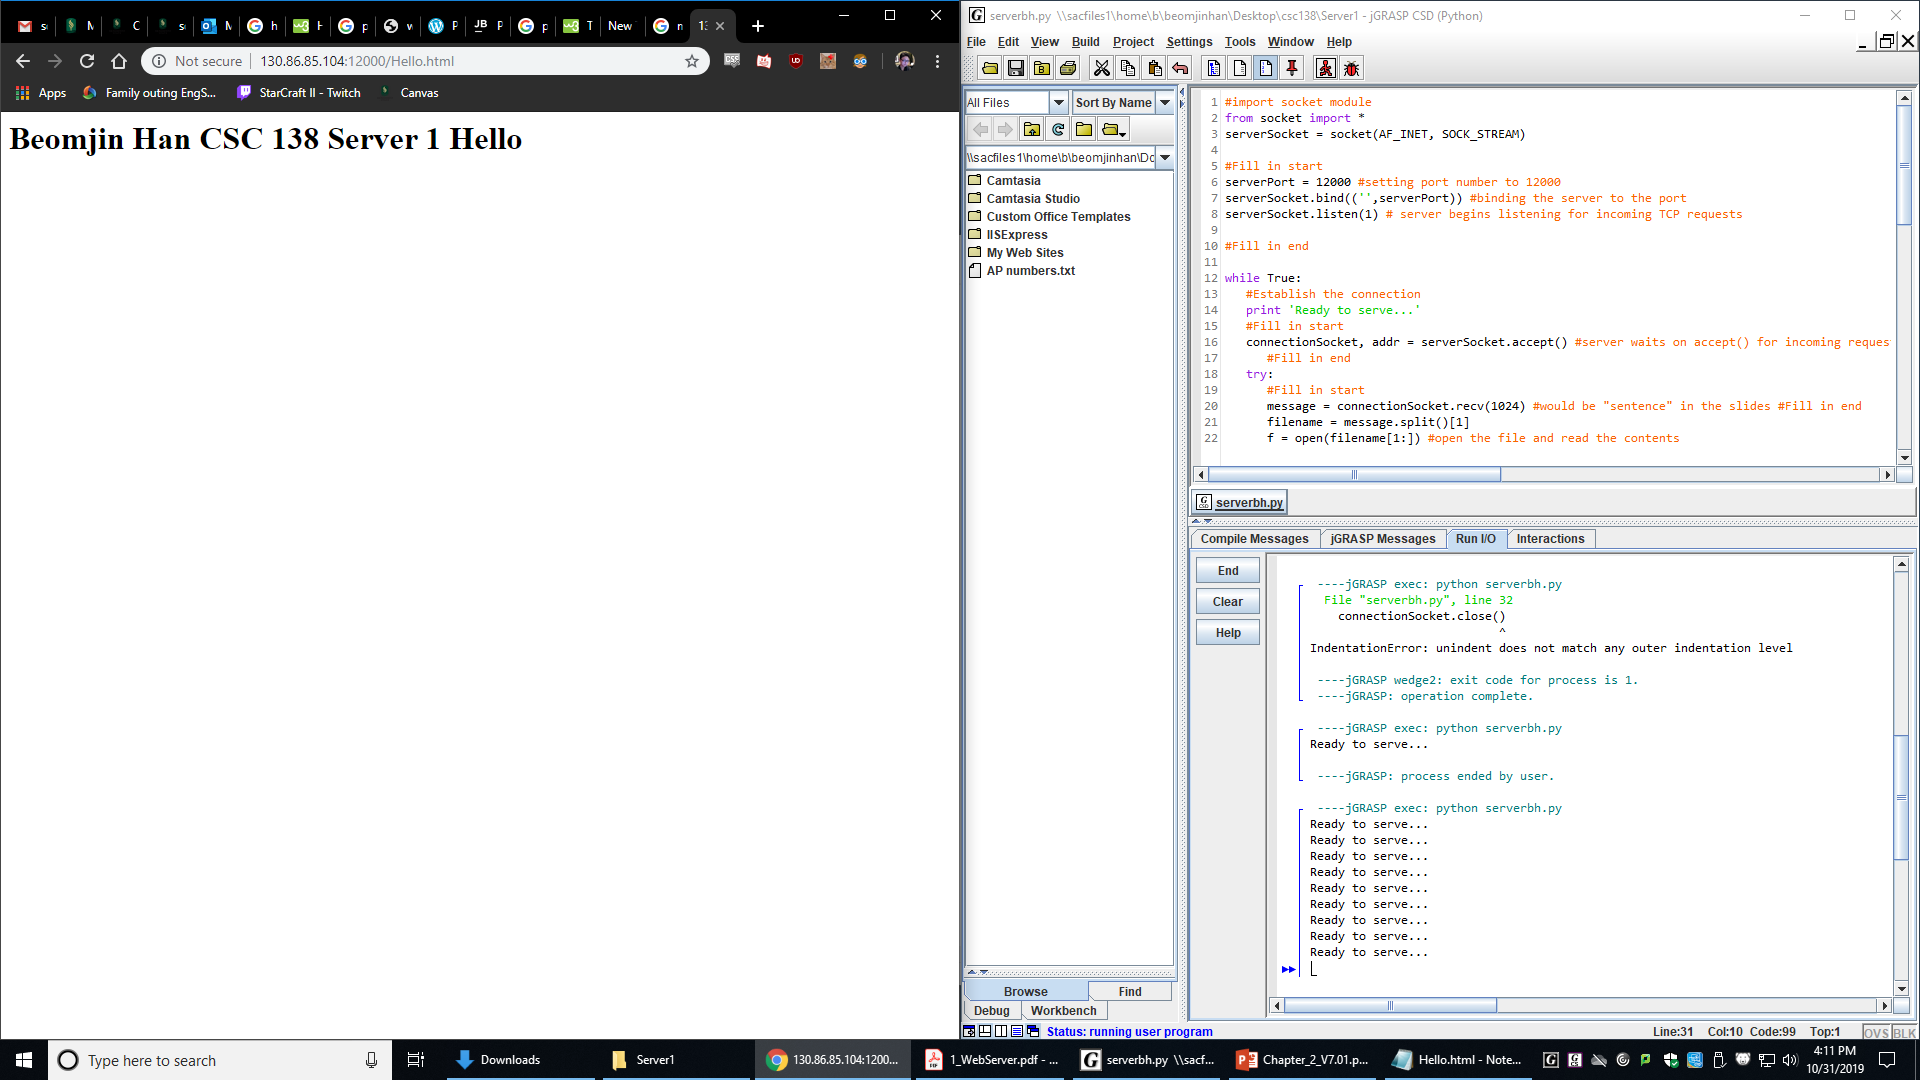 Not secure | 130.86.85.104:12000/Hello.html
Apps Family outing EngS... StarCraft II - Twitch Canvas
Beomjin Han CSC 138 Server 1 Hello
serverbh.py \\sacfiles1\home\b\beomjinhan\Desktop\csc138\Server1 - jGRASP CSD (Python)
File Edit View Build Project Settings Tools Window Help
All Files Sort By Name
\\sacfiles1\home\b\beomjinhan\Dc
Camtasia
Camtasia Studio
Custom Office Templates
IISExpress
My Web Sites
AP numbers.txt
Browse Find
Debug Workbench
1 #import socket module
2 from socket import *
3 serverSocket = socket(AF_INET, SOCK_STREAM)
4
5 #Fill in start
6 serverPort = 12000 #setting port number to 12000
7 serverSocket.bind(('',serverPort)) #binding the server to the port
8 serverSocket.listen(1) # server begins listening for incoming TCP requests
9
10 #Fill in end
11
12 while True:
13 #Establish the connection
14 print 'Ready to serve...'
15 #Fill in start
16 connectionSocket, addr = serverSocket.accept() #server waits on accept() for incoming reques
17 #Fill in end
18 try:
19 #Fill in start
20 message = connectionSocket.recv(1024) #would be "sentence" in the slides #Fill in end
21 filename = message.split()[1]
22 f = open(filename[1:]) #open the file and read the contents
serverbh.py
Compile Messages jGRASP Messages Run I/O Interactions
End
Clear
Help
----jGRASP exec: python serverbh.py
File "serverbh.py", line 32
connectionSocket.close()
^
IndentationError: unindent does not match any outer indentation level
----jGRASP wedge2: exit code for process is 1.
----jGRASP: operation complete.
----jGRASP exec: python serverbh.py
Ready to serve...
----jGRASP: process ended by user.
----jGRASP exec: python serverbh.py
Ready to serve...
Ready to serve...
Ready to serve...
Ready to serve...
Ready to serve...
Ready to serve...
Ready to serve...
Ready to serve...
Ready to serve...
Status: running user program
Line:31 Col:10 Code:99 Top:1 OVS BLK
Type here to search
Downloads Server1 130.86.85.104:1200... 1_WebServer.pdf - ... serverbh.py \\sacf... Chapter_2_V7.01.p... Hello.html - Note...
4:11 PM
10/31/2019